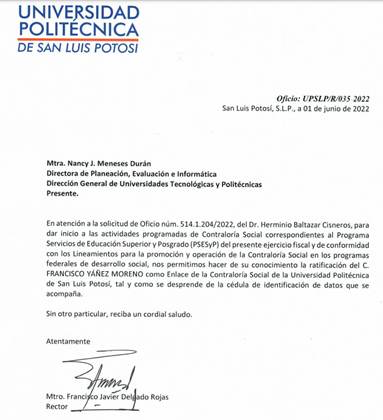 UNIVERSIDAD
POLITÉCNICA
DE SAN LUIS POTOSI
Oficio: UPSLP/R/035-2022
San Luis Potosí, S.L.P., a 01 de junio de 2022
Mtra. Nancy J. Meneses Durán
Directora de Planeación, Evaluación e Informática
Dirección General de Universidades Tecnológicas y Politécnicas
Presente.
En atención a la solicitud de Oficio núm. 514.1.204/2022, del Dr. Herminio Baltazar Cisneros, para
dar inicio a las actividades programadas de Contraloría Social correspondientes al Programa
Servicios de Educación Superior y Posgrado (PSESyP) del presente ejercicio fiscal y de conformidad
con los Lineamientos para la promoción y operación de la Contraloría Social en los programas
federales de desarrollo social, nos permitimos hacer de su conocimiento la ratificación del C.
FRANCISCO YÁÑEZ MORENO como Enlace de la Contraloría Social de la Universidad Politécnica
de San Luis Potosí, tal y como se desprende de la cédula de identificación de datos que se
acompaña.
Sin otro particular, reciba un cordial saludo.
Atentamente
Mtro. Francisco Javier Delgado Rojas
Rector